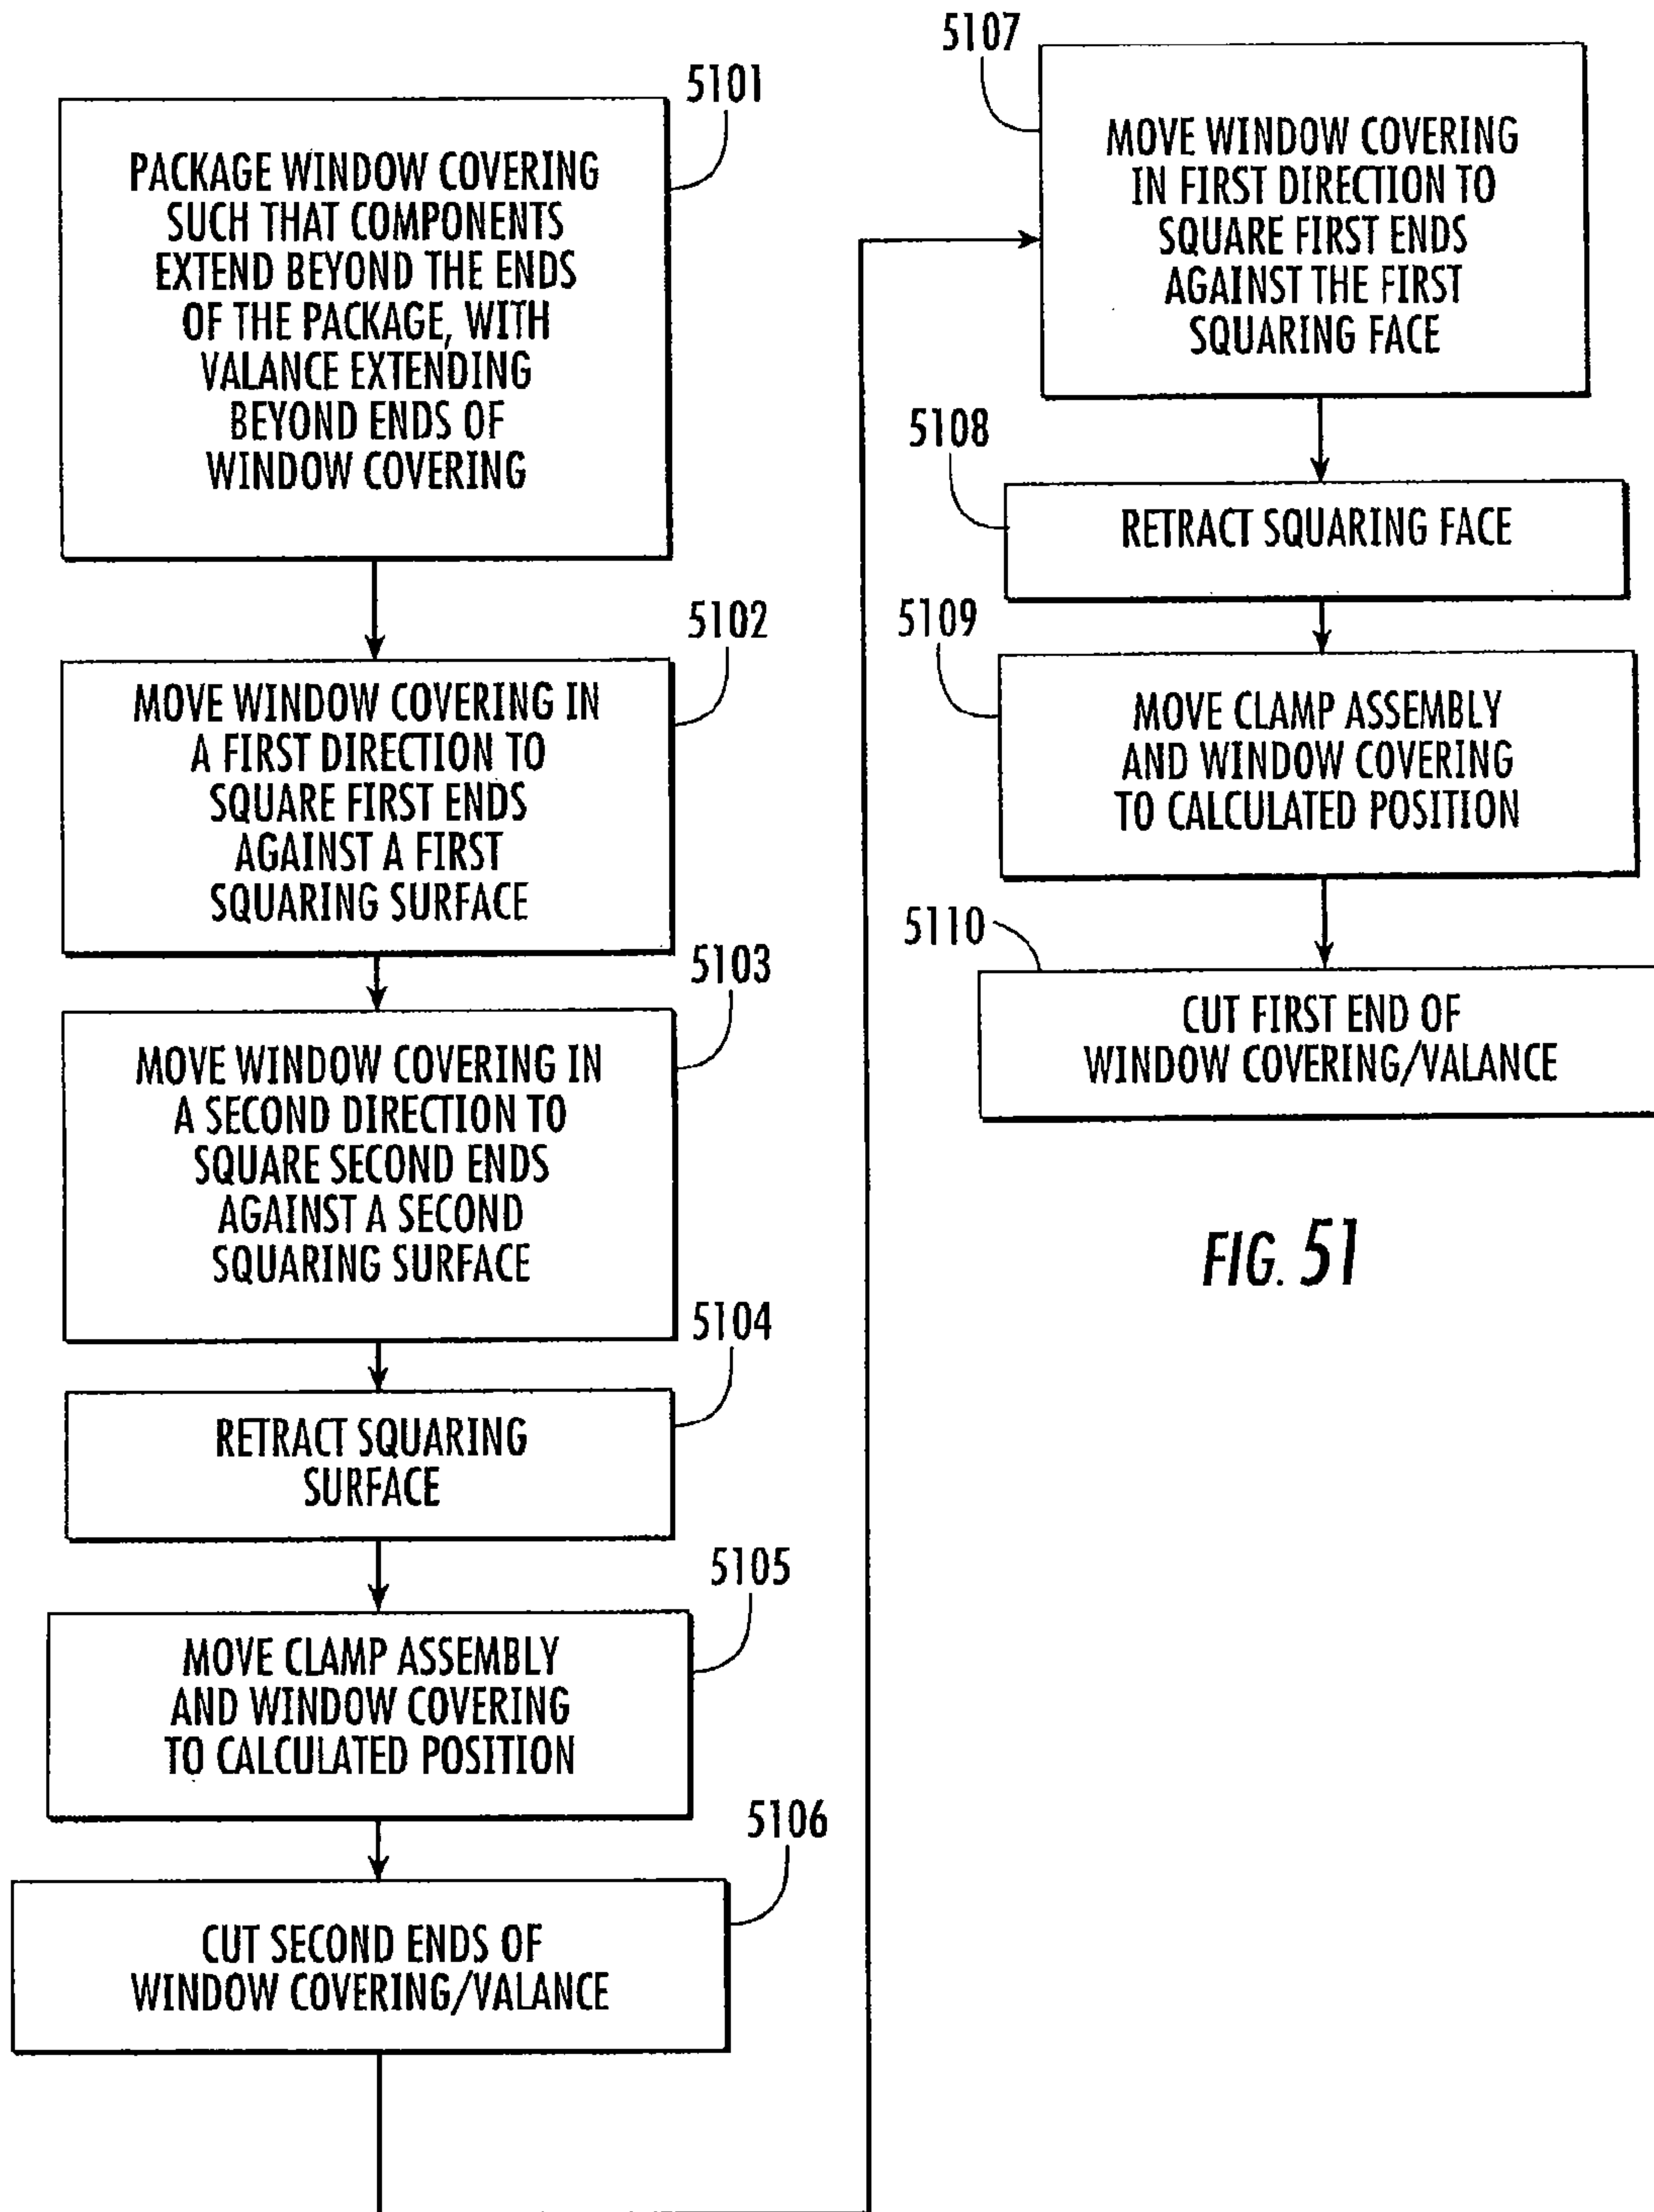 5101
PACKAGE WINDOW COVERING
SUCH THAT COMPONENTS
EXTEND BEYOND THE ENDS
OF THE PACKAGE, WITH
VALANCE EXTENDING
BEYOND ENDS OF
WINDOW COVERING
5102
MOVE WINDOW COVERING IN
A FIRST DIRECTION TO
SQUARE FIRST ENDS
AGAINST A FIRST
SQUARING SURFACE
5103
MOVE WINDOW COVERING IN
A SECOND DIRECTION TO
SQUARE SECOND ENDS
AGAINST A SECOND
SQUARING SURFACE
5104
RETRACT SQUARING
SURFACE
5105
MOVE CLAMP ASSEMBLY
AND WINDOW COVERING
TO CALCULATED POSITION
5106
CUT SECOND ENDS OF
WINDOW COVERING/VALANCE
5107
MOVE WINDOW COVERING
IN FIRST DIRECTION TO
SQUARE FIRST ENDS
AGAINST THE FIRST
SQUARING FACE
5108
RETRACT SQUARING FACE
5109
MOVE CLAMP ASSEMBLY
AND WINDOW COVERING
TO CALCULATED POSITION
5110
CUT FIRST END OF
WINDOW COVERING/VALANCE
FIG. 51